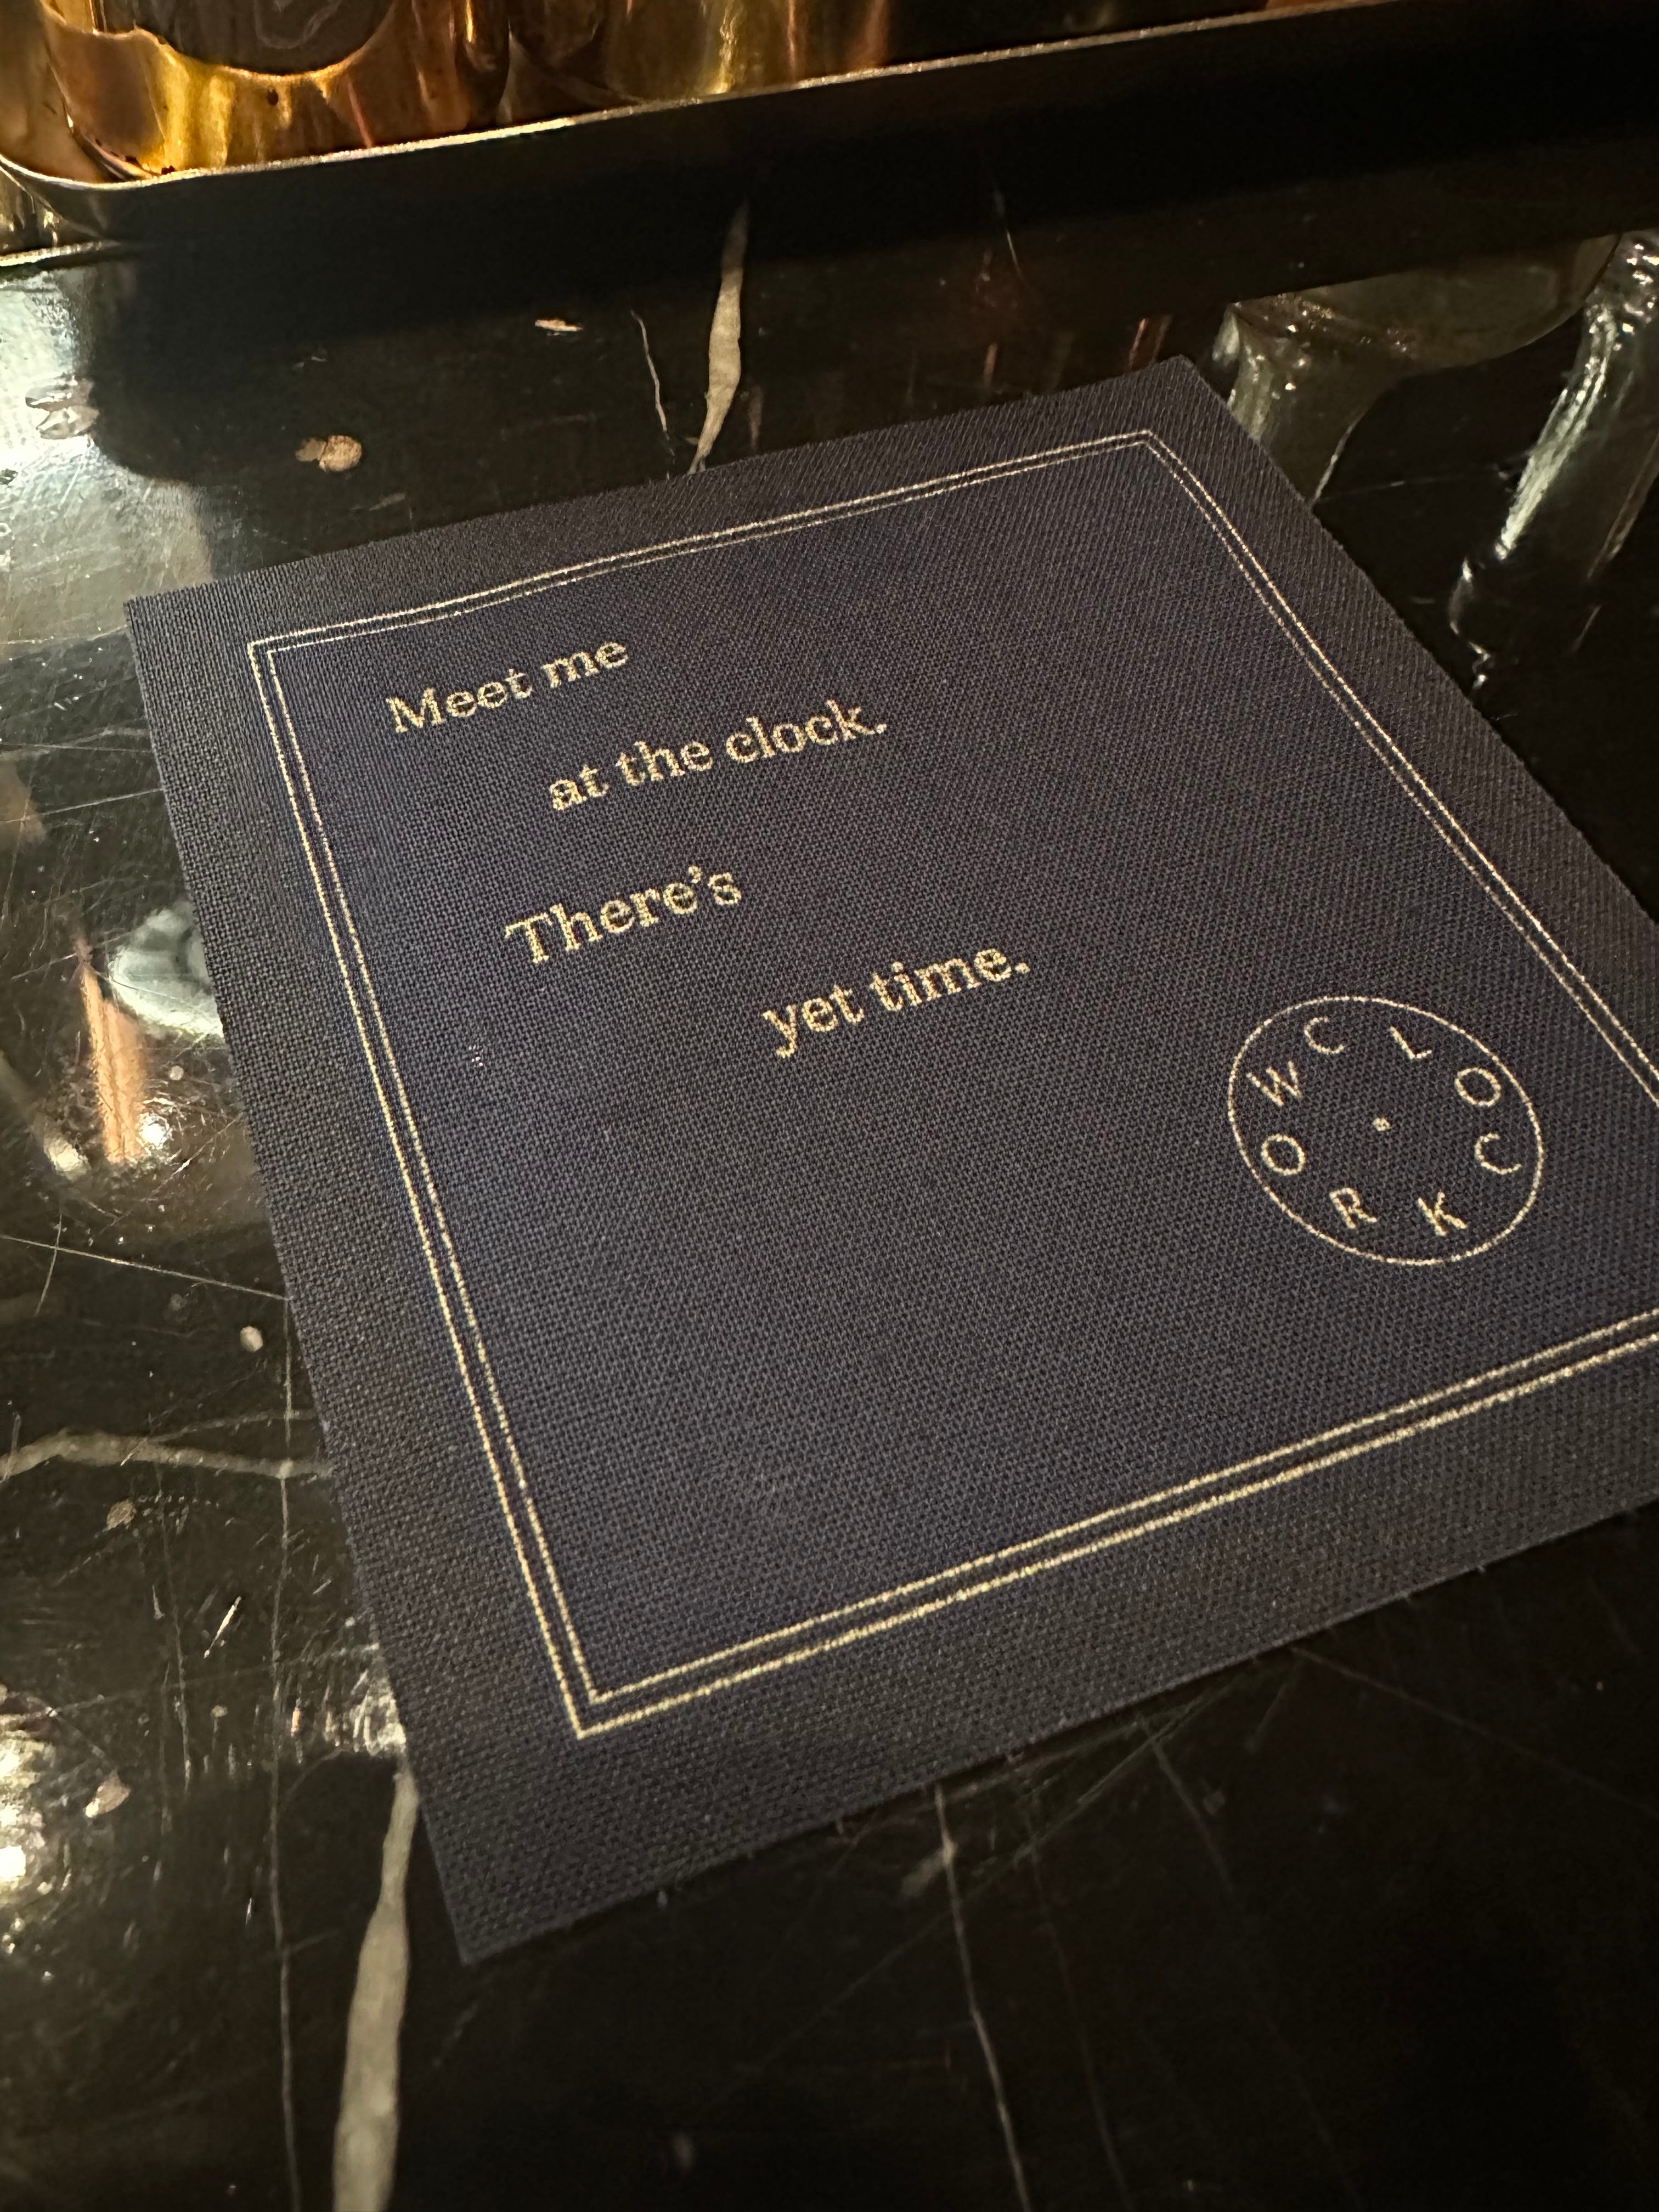 Meet me
at the clock.
There's
yet time.
CLOCKWORK